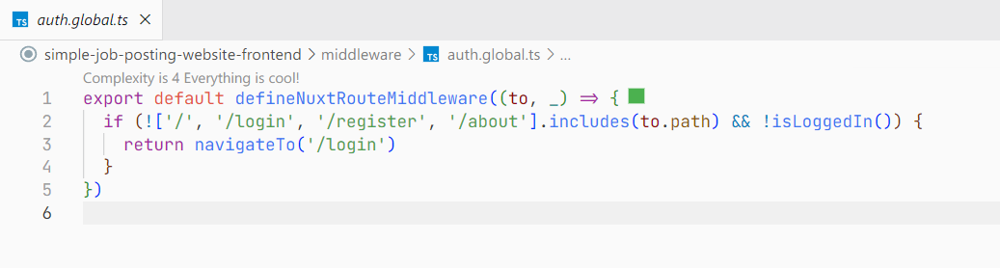 TS auth.global.ts ×
simple-job-posting-website-frontend > middleware > TS auth.global.ts > ...
Complexity is 4 Everything is cool!
1 export default defineNuxtRouteMiddleware((to, _) => {
2 if (!['/', '/login', '/register', '/about'].includes(to.path) && !isLoggedIn()) {
3 return navigateTo('/login')
4 }
5 })
6